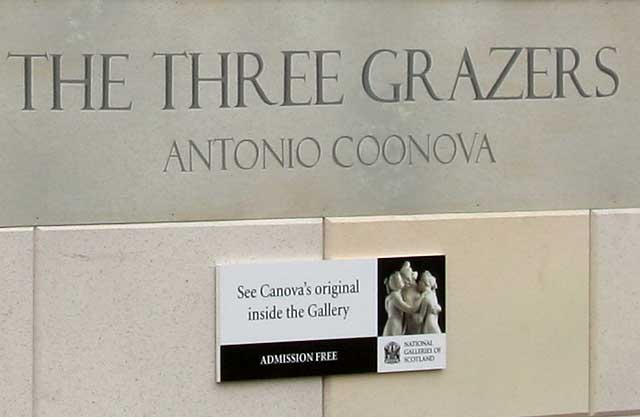 THE THREE GRAZERS
ANTONIO COONOVA
See Canova's original
inside the Gallery
ADMISSION FREE
NATIONAL
GALLERIES OF
SCOTLAND